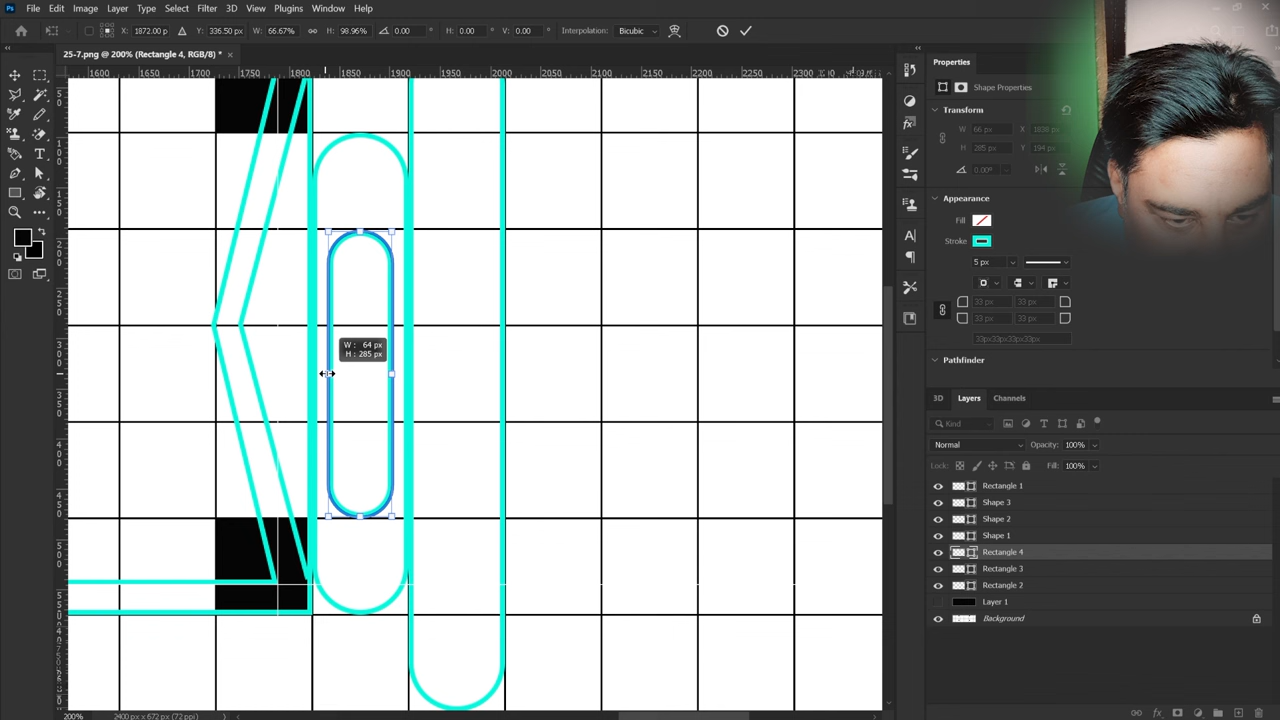 Ps File Edit Image Layer Type Select Filter 3D View Plugins Window Help
X: 1872.00 p Y: 336.50 px W: 66.67% H: 98.96% 0.00 ° H: 0.00 ° V: 0.00 ° Interpolation: Bicubic
25-7.png @ 200% (Rectangle 4, RGB/8) * ×
1600 1650 1700 1750 1800 1850 1900 1950 2000 2050 2100 2150 2200 2300
W: 64 px
H: 285 px
200% 2400 px x 672 px (72 ppi)
Properties
Shape Properties
Transform
W 66 px X 1838 px
H 285 px Y 194 px
0.00°
Appearance
Fill
Stroke
5 px
33 px 33 px
33 px 33 px
33px33px33px33px
Pathfinder
3D Layers Channels
Kind
Normal Opacity: 100%
Lock: Fill: 100%
Rectangle 1
Shape 3
Shape 2
Shape 1
Rectangle 4
Rectangle 3
Rectangle 2
Layer 1
Background